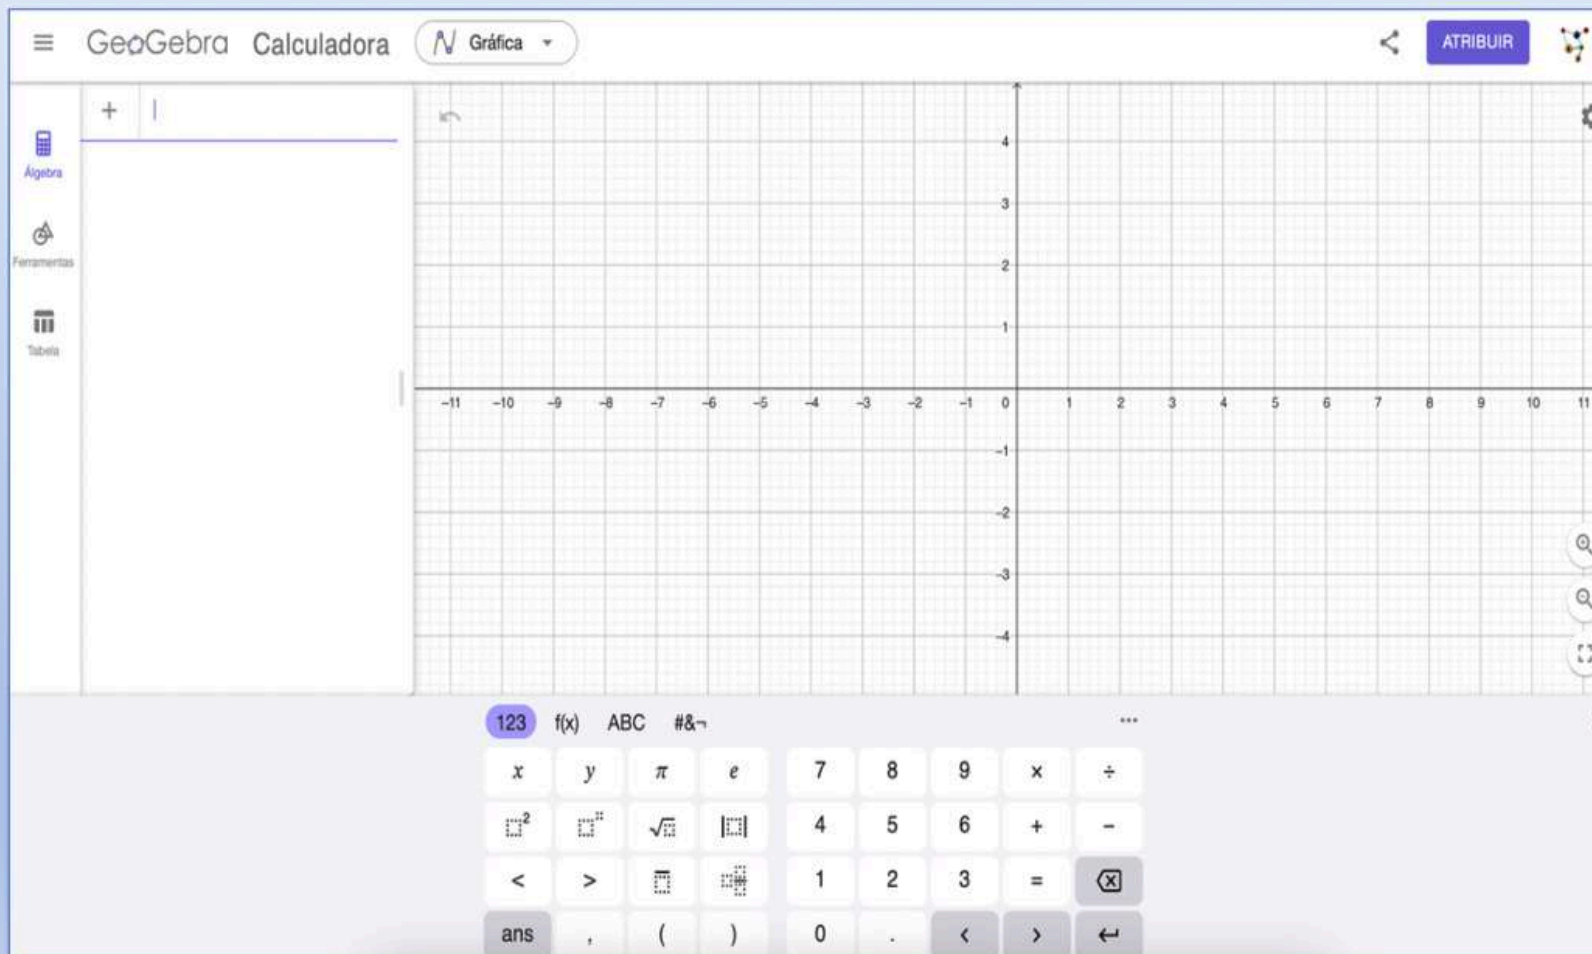 GeoGebra Calculadora Gráfica ATRIBUIR
+
Álgebra
Ferramentas
Tabela
4
3
2
1
–11 –10 –9 –8 –7 –6 –5 –4 –3 –2 –1 0 1 2 3 4 5 6 7 8 9 10 11
–1
–2
–3
–4
123 f(x) ABC #&¬ ...
x y π e 7 8 9 × ÷
2 √ 4 5 6 + −
< > 1 2 3 =
ans , ( ) 0 . < >